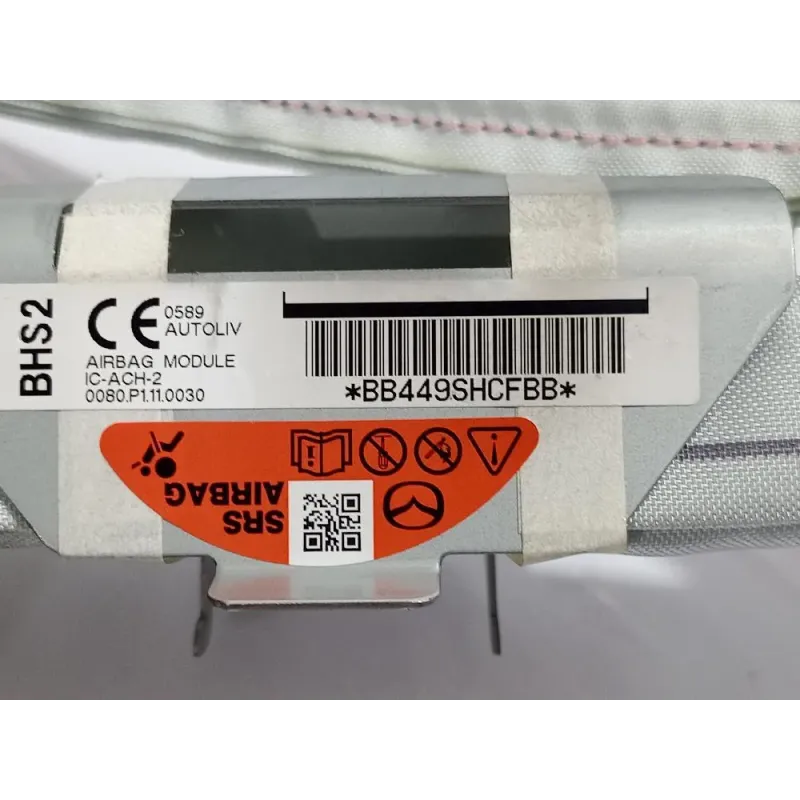 BHS2
CE 0589
AUTOLIV
AIRBAG MODULE
IC-ACH-2
0080.P1.11.0030
*BB449SHCFBB*
SRS
AIRBAG